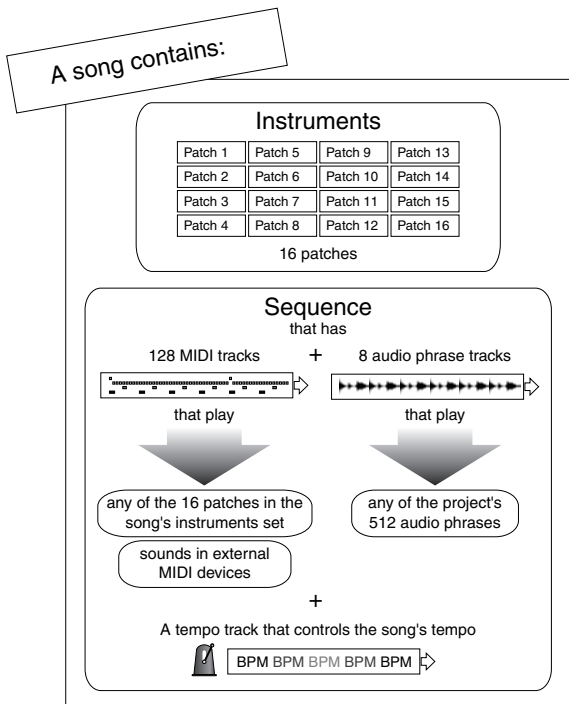 A song contains:
Instruments
Patch 1 Patch 5 Patch 9 Patch 13
Patch 2 Patch 6 Patch 10 Patch 14
Patch 3 Patch 7 Patch 11 Patch 15
Patch 4 Patch 8 Patch 12 Patch 16
16 patches
Sequence
that has
128 MIDI tracks + 8 audio phrase tracks
that play that play
any of the 16 patches in the
song's instruments set
any of the project's
512 audio phrases
sounds in external
MIDI devices
+
A tempo track that controls the song's tempo
BPM BPM BPM BPM BPM